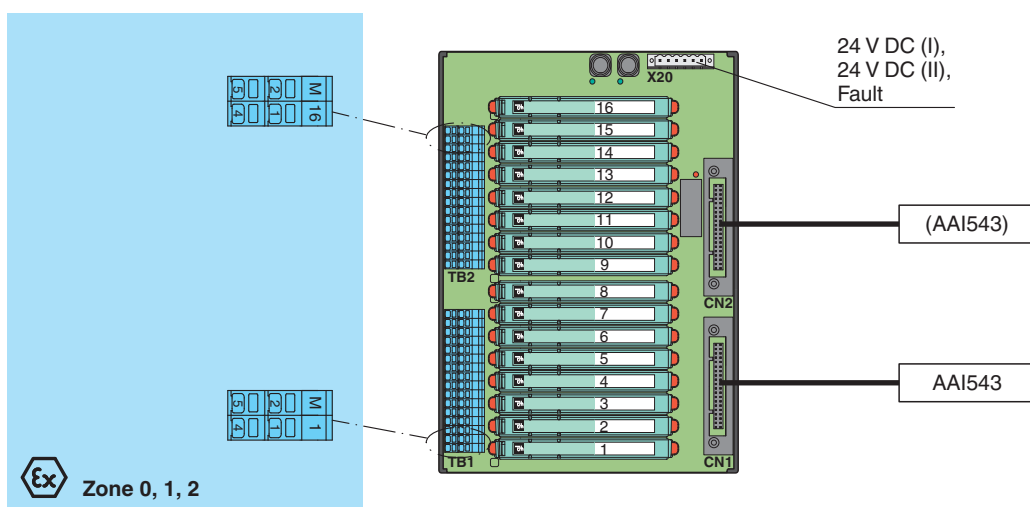 24 V DC (I),
24 V DC (II),
Fault
X20
5 2 M
4 1 16
16
15
14
13
12
11
10
9
TB2
8
7
6
5
4
3
2
1
TB1
CN2
CN1
(AAI543)
AAI543
5 2 M
4 1 1
Ex
Zone 0, 1, 2